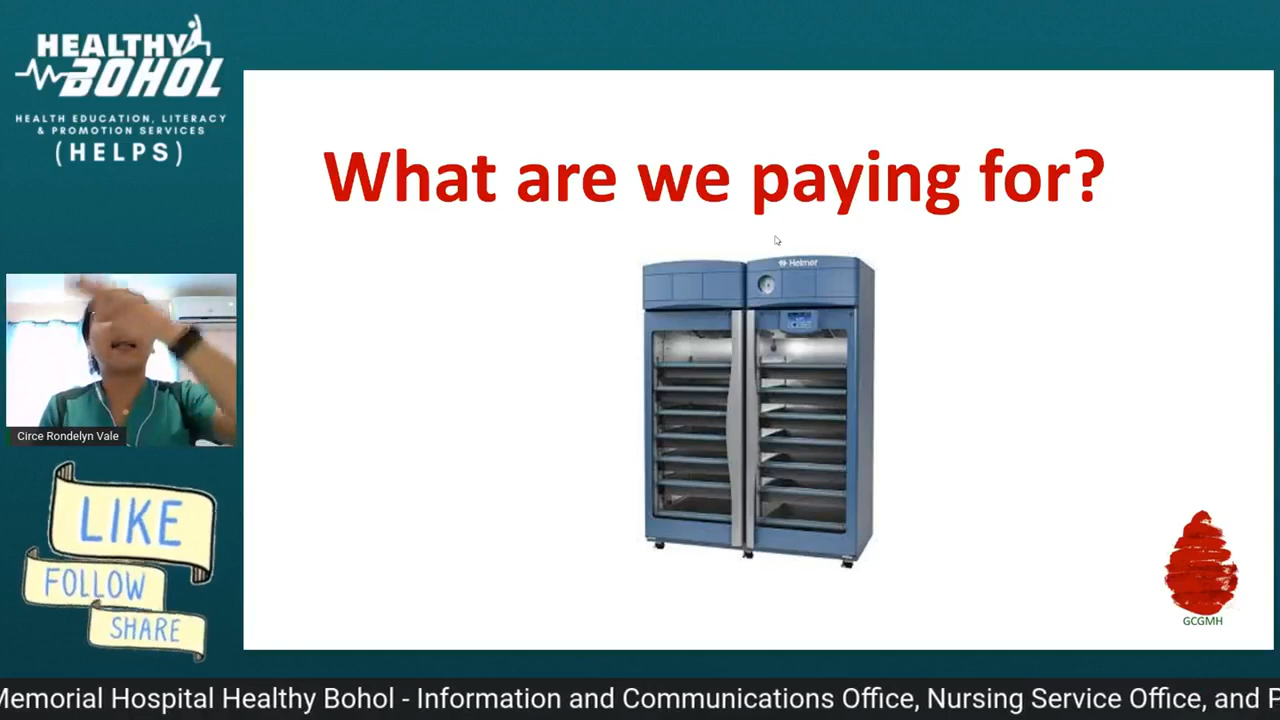 HEALTHY
BOHOL
HEALTH EDUCATION, LITERACY
& PROMOTION SERVICES
(HELPS)
What are we paying for?
Helmer
Circe Rondelyn Vale
LIKE
FOLLOW
SHARE
GCGMH
Memorial Hospital Healthy Bohol - Information and Communications Office, Nursing Service Office, and